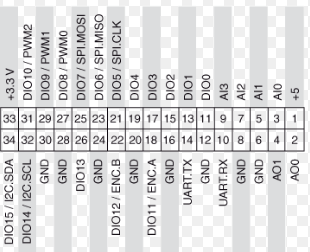 +3.3 V
DIO10 / PWM2
DIO9 / PWM1
DIO8 / PWM0
DIO7 / SPI.MOSI
DIO6 / SPI.MISO
DIO5 / SPI.CLK
DIO4
DIO3
DIO2
DIO1
DIO0
AI3
AI2
AI1
AI0
+5
33 31 29 27 25 23 21 19 17 15 13 11 9 7 5 3 1
34 32 30 28 26 24 22 20 18 16 14 12 10 8 6 4 2
DIO15 / I2C.SDA
DIO14 / I2C.SCL
GND
GND
DIO13
GND
DIO12 / ENC.B
GND
DIO11 / ENC.A
GND
UART.TX
GND
UART.RX
GND
GND
AO1
AO0